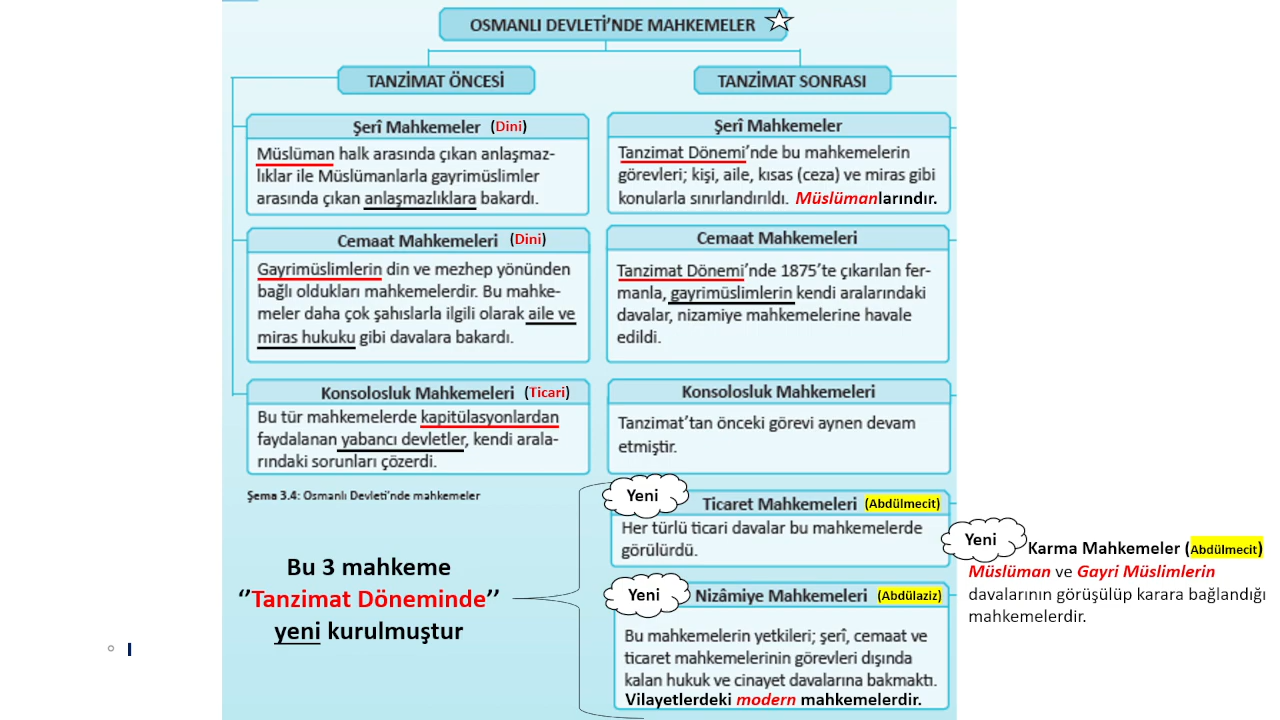 OSMANLI DEVLETİ'NDE MAHKEMELER
TANZİMAT ÖNCESİ
Şerî Mahkemeler (Dini)
Müslüman halk arasında çıkan anlaşmaz-
lıklar ile Müslümanlarla gayrimüslimler
arasında çıkan anlaşmazlıklara bakardı.
Cemaat Mahkemeleri (Dini)
Gayrimüslimlerin din ve mezhep yönünden
bağlı oldukları mahkemelerdir. Bu mahke-
meler daha çok şahıslarla ilgili olarak aile ve
miras hukuku gibi davalara bakardı.
Konsolosluk Mahkemeleri (Ticari)
Bu tür mahkemelerde kapitülasyonlardan
faydalanan yabancı devletler, kendi arala-
rındaki sorunları çözerdi.
Şema 3.4: Osmanlı Devleti'nde mahkemeler
TANZİMAT SONRASI
Şerî Mahkemeler
Tanzimat Dönemi'nde bu mahkemelerin
görevleri; kişi, aile, kısas (ceza) ve miras gibi
konularla sınırlandırıldı. Müslümanlarındır.
Cemaat Mahkemeleri
Tanzimat Dönemi'nde 1875'te çıkarılan fer-
manla, gayrimüslimlerin kendi aralarındaki
davalar, nizamiye mahkemelerine havale
edildi.
Konsolosluk Mahkemeleri
Tanzimat'tan önceki görevi aynen devam
etmiştir.
Yeni
Ticaret Mahkemeleri (Abdülmecit)
Her türlü ticari davalar bu mahkemelerde
görülürdü.
Yeni
Nizâmiye Mahkemeleri (Abdülaziz)
Bu mahkemelerin yetkileri; şerî, cemaat ve
ticaret mahkemelerinin görevleri dışında
kalan hukuk ve cinayet davalarına bakmaktı.
Vilayetlerdeki modern mahkemelerdir.
Yeni
Karma Mahkemeler (Abdülmecit)
Müslüman ve Gayri Müslimlerin
davalarının görüşülüp karara bağlandığı
mahkemelerdir.
Bu 3 mahkeme
‘’Tanzimat Döneminde’’
yeni kurulmuştur